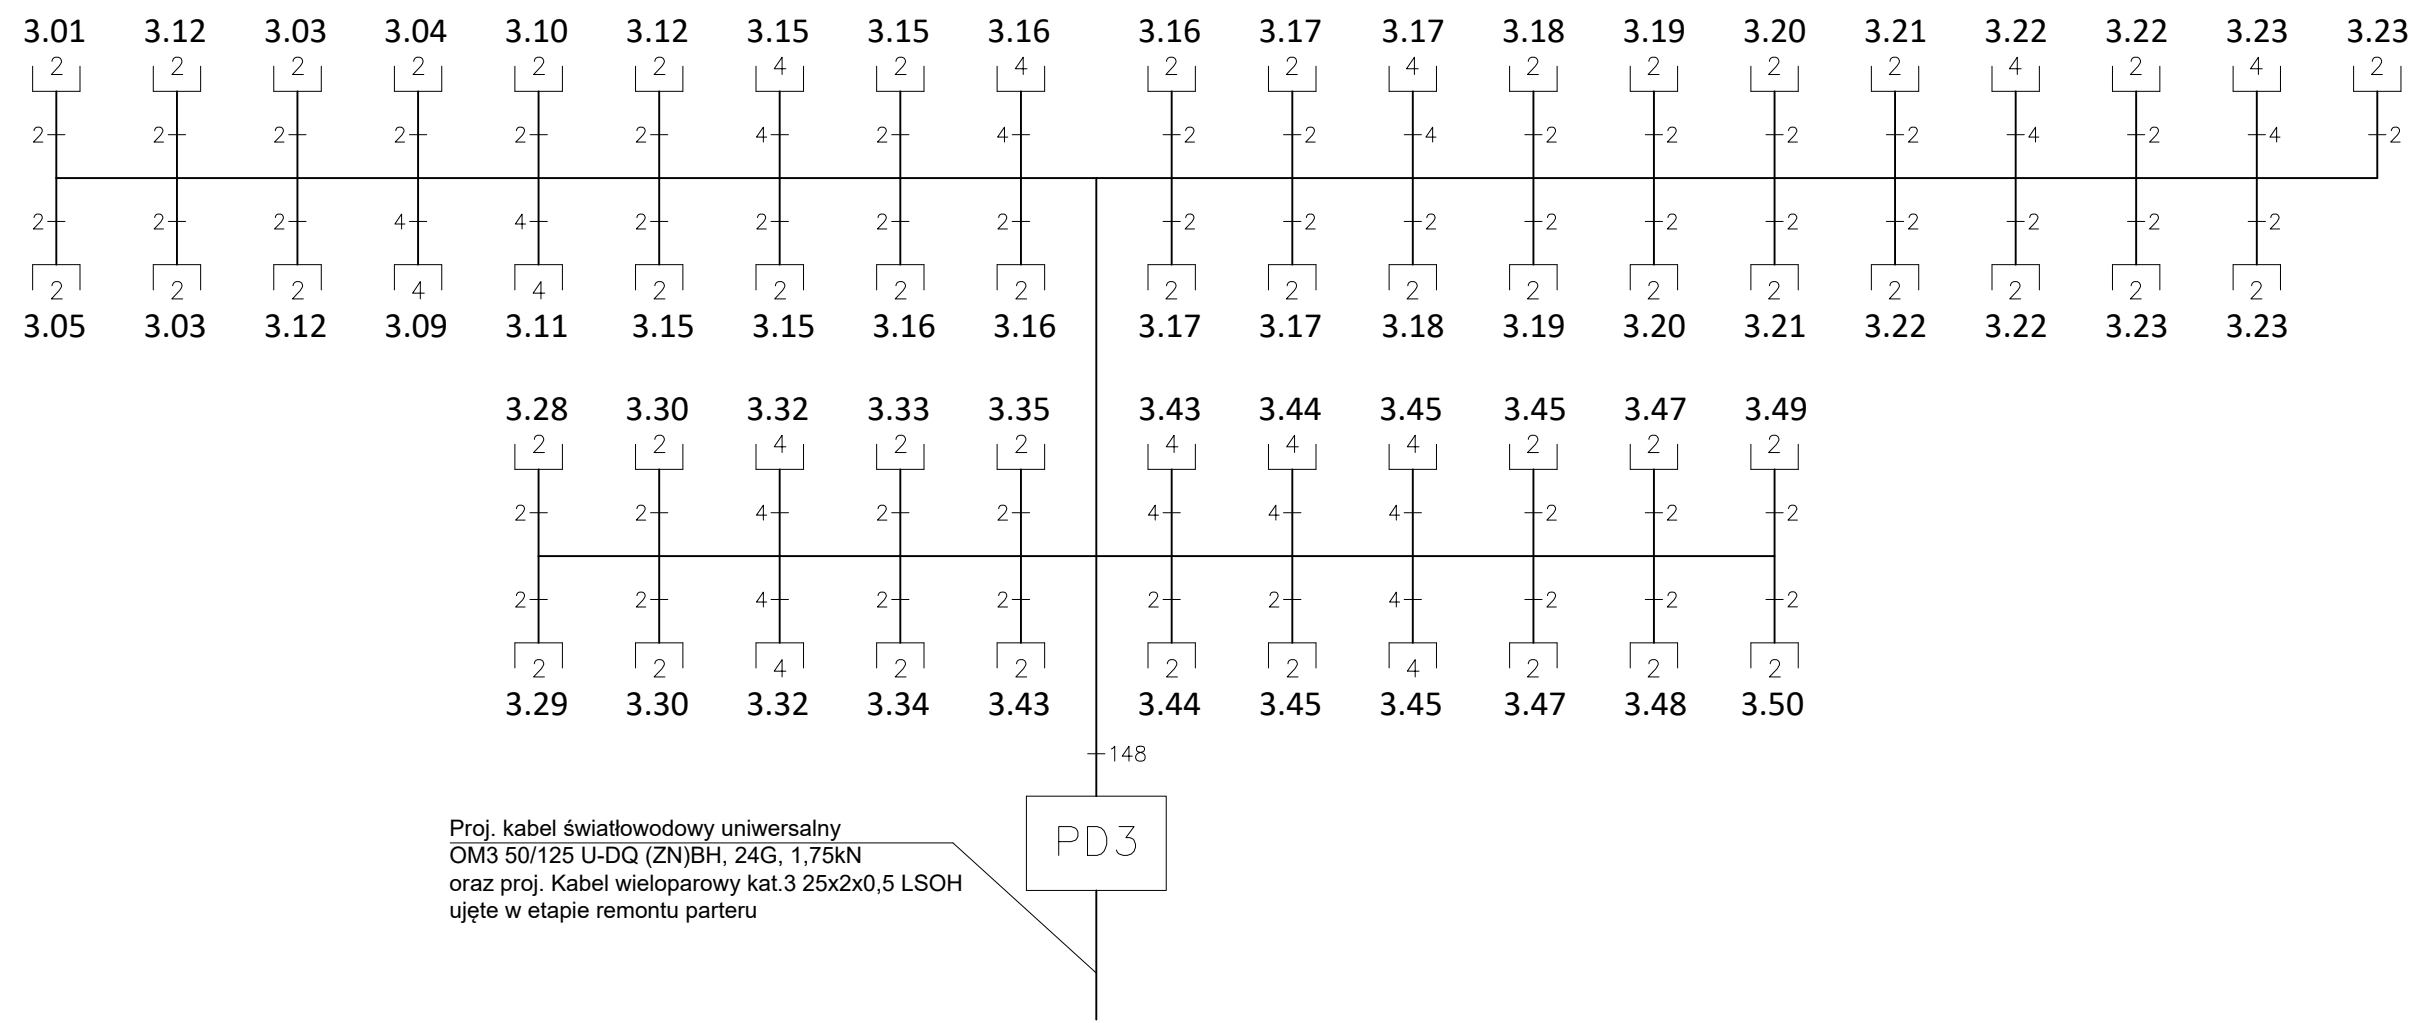 3.01 3.12 3.03 3.04 3.10 3.12 3.15 3.15 3.16 3.16 3.17 3.17 3.18 3.19 3.20 3.21 3.22 3.22 3.23 3.23
2 2 2 2 2 2 4 2 4 2 2 4 2 2 2 2 4 2 4 2
2 2 2 2 2 2 4 2 4 2 2 4 2 2 2 2 4 2 4 2
2 2 2 4 4 2 2 2 2 2 2 2 2 2 2 2 2 2 2
2 2 2 4 4 2 2 2 2 2 2 2 2 2 2 2 2 2 2
3.05 3.03 3.12 3.09 3.11 3.15 3.15 3.16 3.16 3.17 3.17 3.18 3.19 3.20 3.21 3.22 3.22 3.23 3.23
3.28 3.30 3.32 3.33 3.35 3.43 3.44 3.45 3.45 3.47 3.49
2 2 4 2 2 4 4 4 2 2 2
2 2 4 2 2 4 4 4 2 2 2
2 2 4 2 2 2 2 4 2 2 2
2 2 4 2 2 2 2 4 2 2 2
3.29 3.30 3.32 3.34 3.43 3.44 3.45 3.45 3.47 3.48 3.50
148
PD3
Proj. kabel światłowodowy uniwersalny
OM3 50/125 U-DQ (ZN)BH, 24G, 1,75kN
oraz proj. Kabel wieloparowy kat.3 25x2x0,5 LSOH
ujęte w etapie remontu parteru